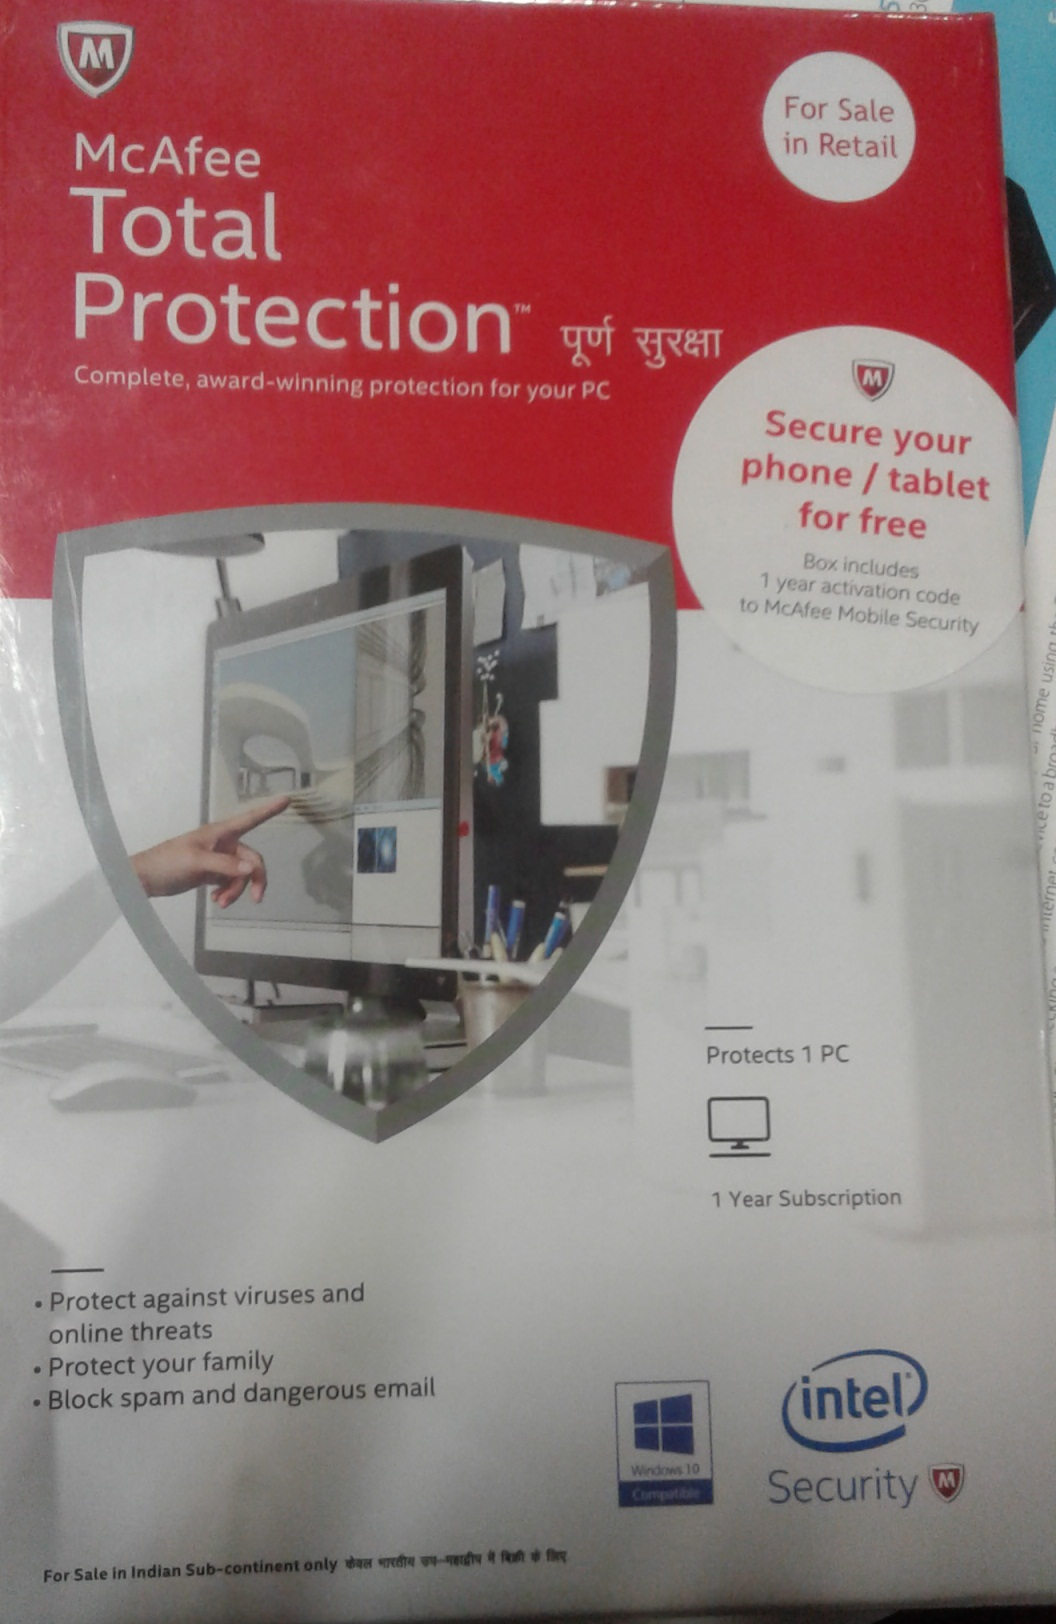 For Sale
in Retail
McAfee
Total
Protection™ पूर्ण सुरक्षा
Complete, award-winning protection for your PC
Secure your
phone / tablet
for free
Box includes
1 year activation code
to McAfee Mobile Security
Protects 1 PC
1 Year Subscription
• Protect against viruses and
online threats
• Protect your family
• Block spam and dangerous email
Windows 10
Compatible
intel®
Security
For Sale in Indian Sub-continent only केवल भारतीय उप-महाद्वीप में बिक्री के लिए
home using